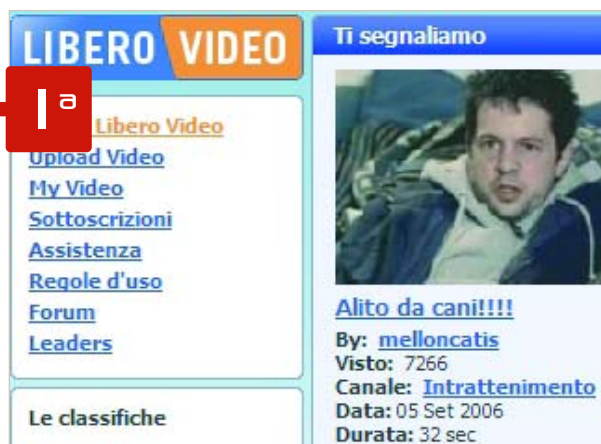 LIBERO VIDEO
Iª
Libero Video
Upload Video
My Video
Sottoscrizioni
Assistenza
Regole d'uso
Forum
Leaders
Le classifiche
Ti segnaliamo
Alito da cani!!!!
By: melloncatis
Visto: 7266
Canale: Intrattenimento
Data: 05 Set 2006
Durata: 32 sec